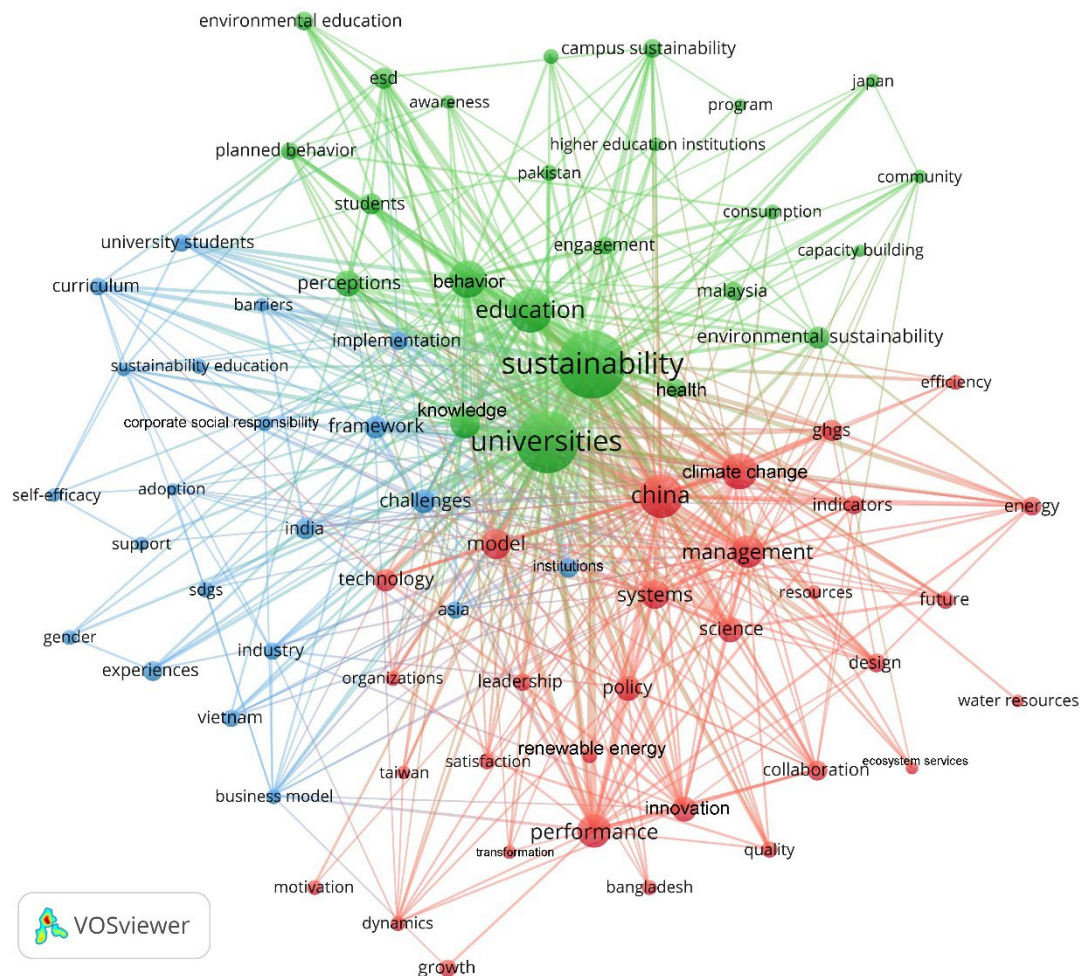 environmental education
campus sustainability
esd
japan
awareness
program
higher education institutions
planned behavior
pakistan
community
students
consumption
university students
engagement
capacity building
curriculum
perceptions
behavior
malaysia
barriers
education
implementation
environmental sustainability
sustainability education
sustainability
efficiency
health
knowledge
corporate social responsibility
framework
ghgs
universities
climate change
self-efficacy
adoption
challenges
china
indicators
energy
india
support
model
management
technology
institutions
sdgs
systems
resources
future
asia
science
gender
experiences
industry
design
organizations
leadership
policy
water resources
vietnam
renewable energy
satisfaction
ecosystem services
taiwan
collaboration
business model
innovation
performance
transformation
quality
motivation
bangladesh
dynamics
VOSviewer
growth